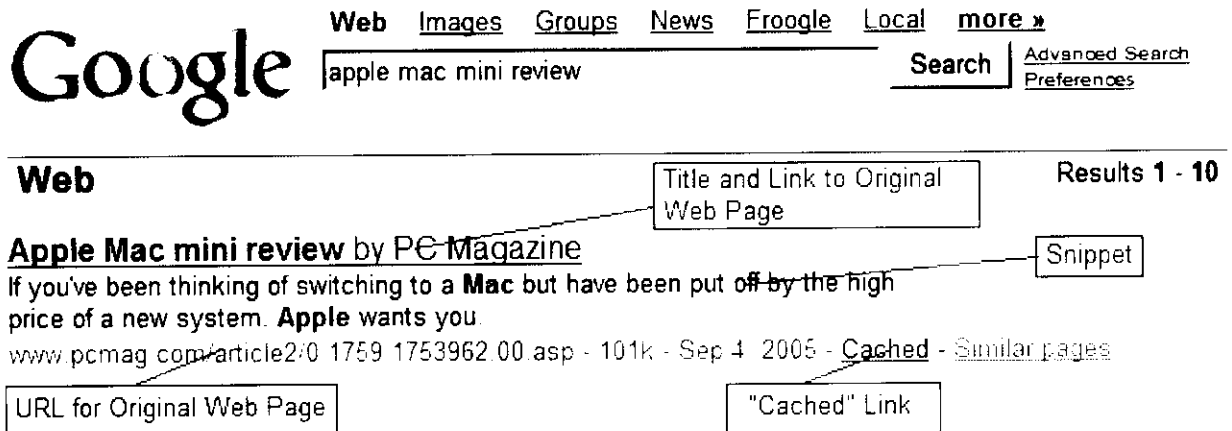 Google
Web Images Groups News Froogle Local more »
apple mac mini review Search Advanced Search
Preferences
Web Results 1 - 10
Title and Link to Original
Web Page
Apple Mac mini review by PC Magazine
Snippet
If you've been thinking of switching to a Mac but have been put off by the high
price of a new system. Apple wants you.
www.pcmag com/article2/0 1759 1753962.00.asp - 101k - Sep 4 2005 - Cached - Similar pages
URL for Original Web Page "Cached" Link